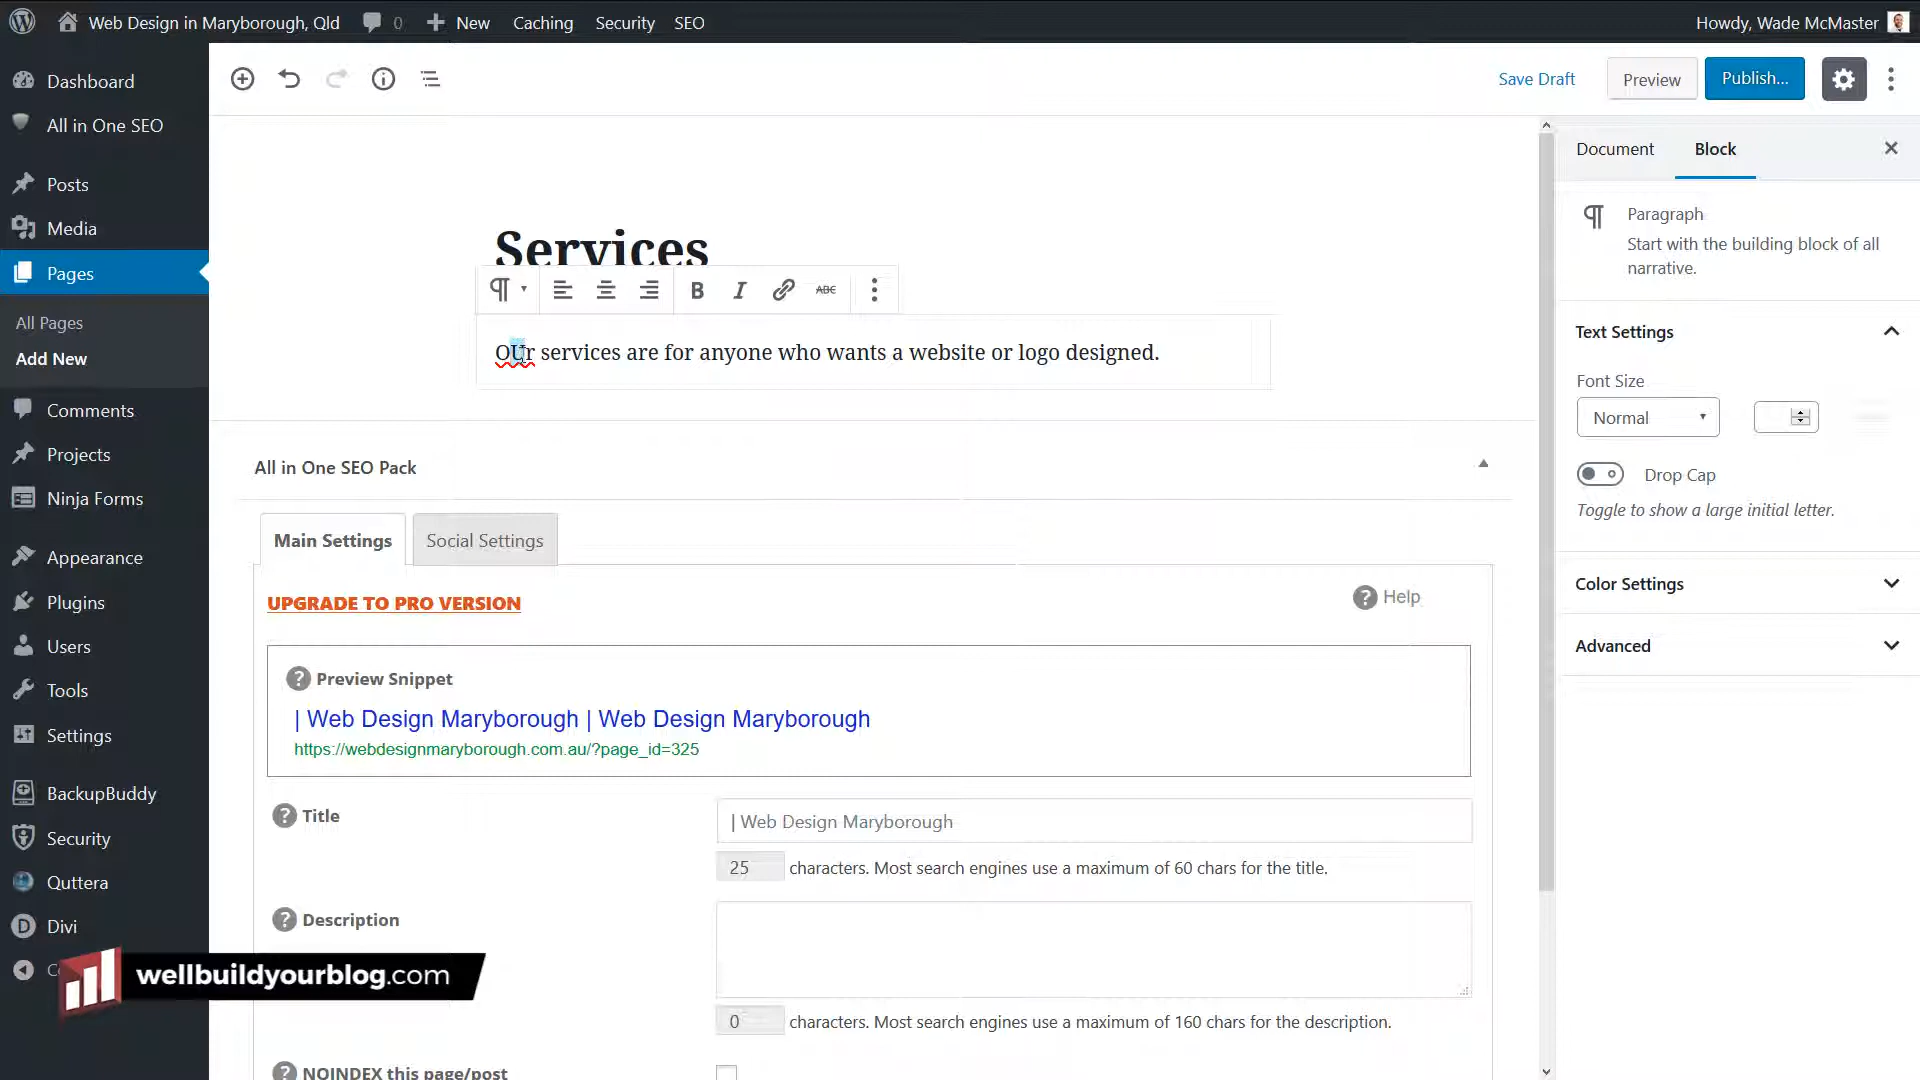 Web Design in Maryborough, Qld
0
New
Caching
Security
SEO
Howdy, Wade McMaster
Dashboard
All in One SEO
Posts
Media
Pages
All Pages
Add New
Comments
Projects
Ninja Forms
Appearance
Plugins
Users
Tools
Settings
BackupBuddy
Security
Quttera
Divi
wellbuildyourblog.com
Save Draft
Preview
Publish...
Services
B
I
ABC
OUr services are for anyone who wants a website or logo designed.
All in One SEO Pack
Main Settings
Social Settings
UPGRADE TO PRO VERSION
Help
Preview Snippet
| Web Design Maryborough | Web Design Maryborough
https://webdesignmaryborough.com.au/?page_id=325
Title
| Web Design Maryborough
25 characters. Most search engines use a maximum of 60 chars for the title.
Description
0 characters. Most search engines use a maximum of 160 chars for the description.
NOINDEX this page/post
Document
Block
Paragraph
Start with the building block of all
narrative.
Text Settings
Font Size
Normal
Drop Cap
Toggle to show a large initial letter.
Color Settings
Advanced